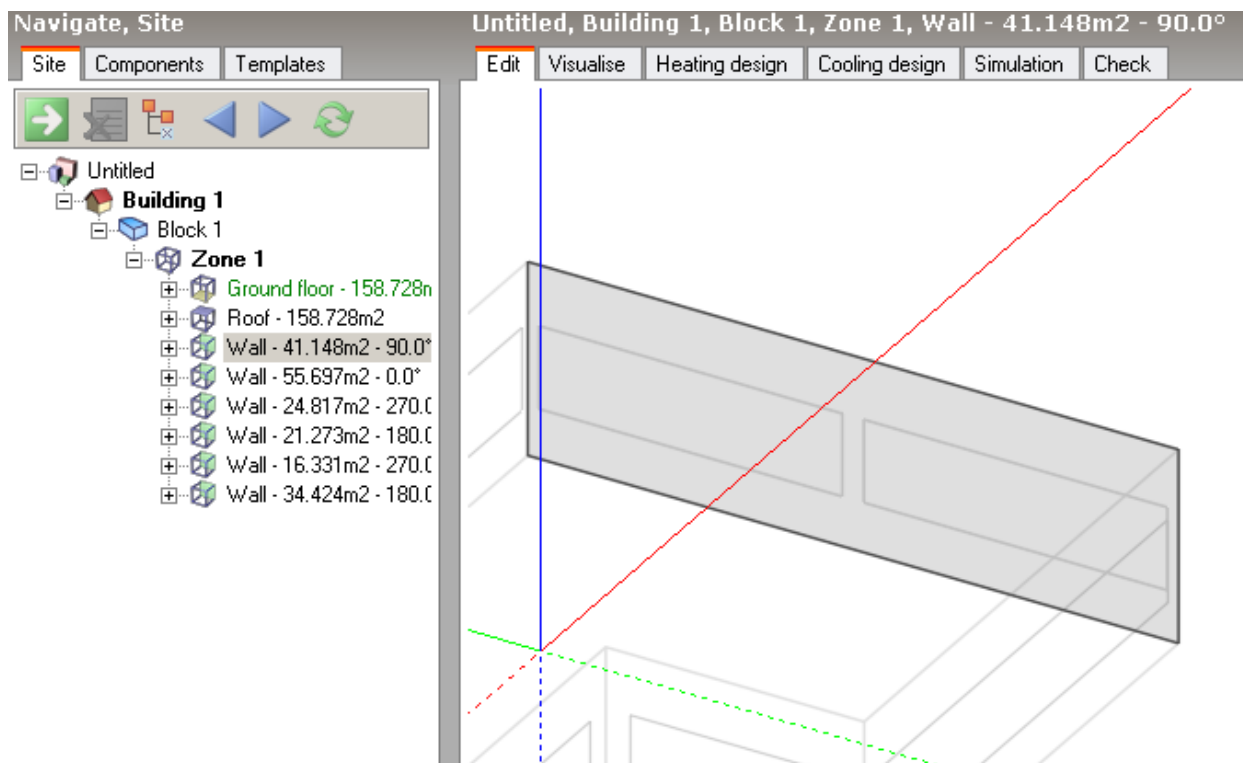 Navigate, Site
Untitled, Building 1, Block 1, Zone 1, Wall - 41.148m2 - 90.0°
Site Components Templates
Edit Visualise Heating design Cooling design Simulation Check
Untitled
Building 1
Block 1
Zone 1
Ground floor - 158.728m
Roof - 158.728m2
Wall - 41.148m2 - 90.0°
Wall - 55.697m2 - 0.0°
Wall - 24.817m2 - 270.0
Wall - 21.273m2 - 180.0
Wall - 16.331m2 - 270.0
Wall - 34.424m2 - 180.0